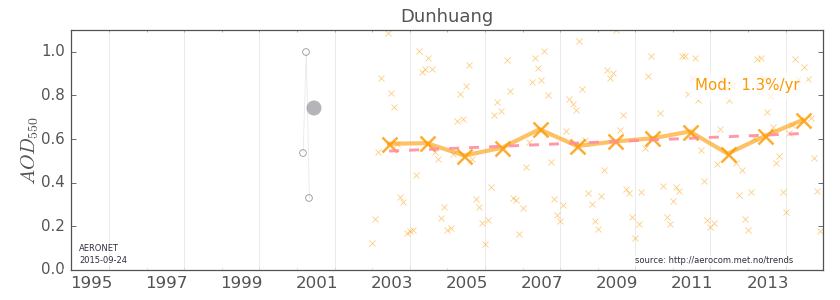 Dunhuang
1.0
0.8
0.6
0.4
0.2
0.0
AOD550
Mod: 1.3%/yr
AERONET
2015-09-24
source: http://aerocom.met.no/trends
1995 1997 1999 2001 2003 2005 2007 2009 2011 2013